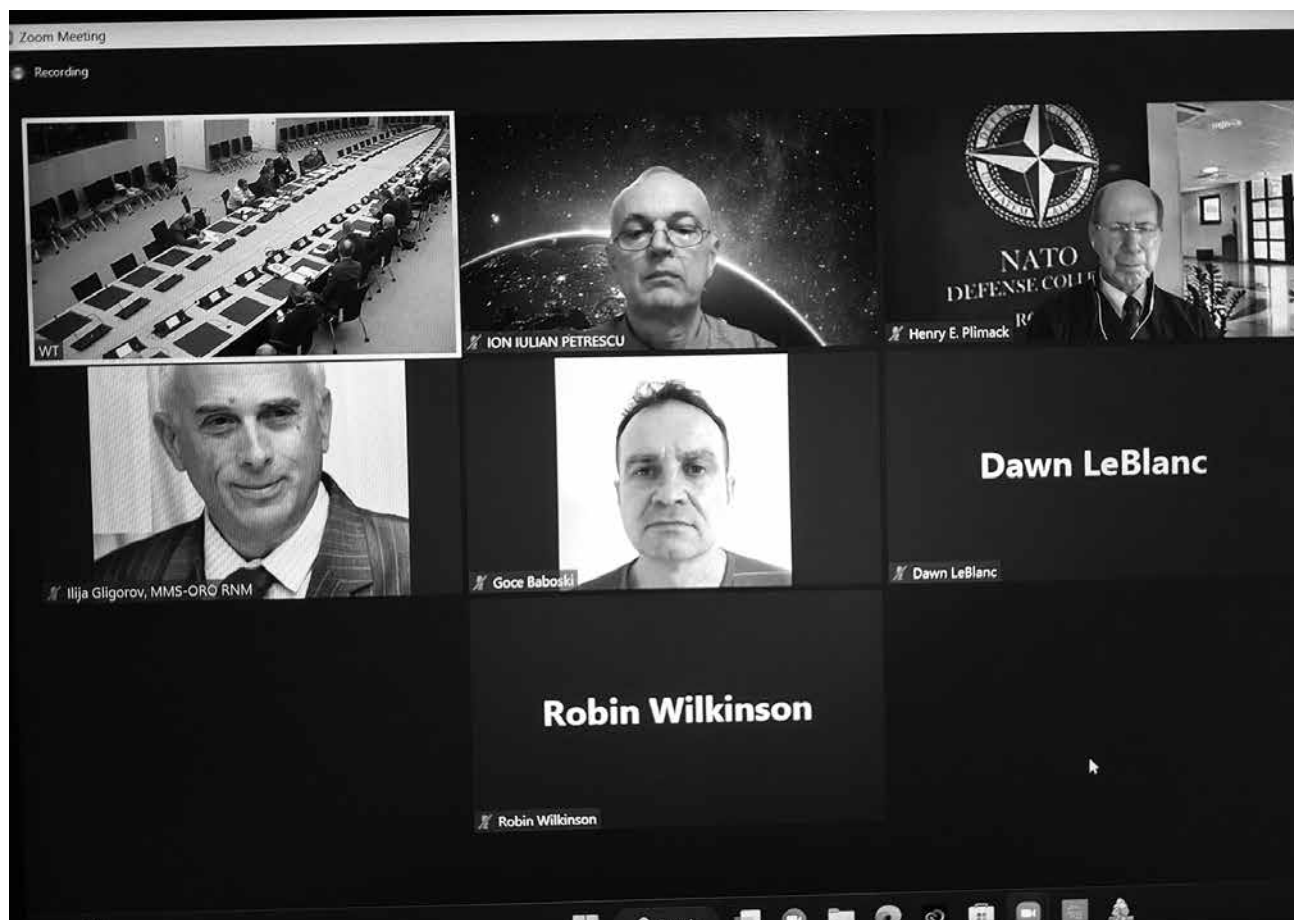 Zoom Meeting
Recording
WT
ION IULIAN PETRESCU
NATO
DEFENSE
Henry E. Plimack
Ilija Gligorov, MMS-ORO RNM
Goce Baboski
Dawn LeBlanc
Dawn LeBlanc
Robin Wilkinson
Robin Wilkinson